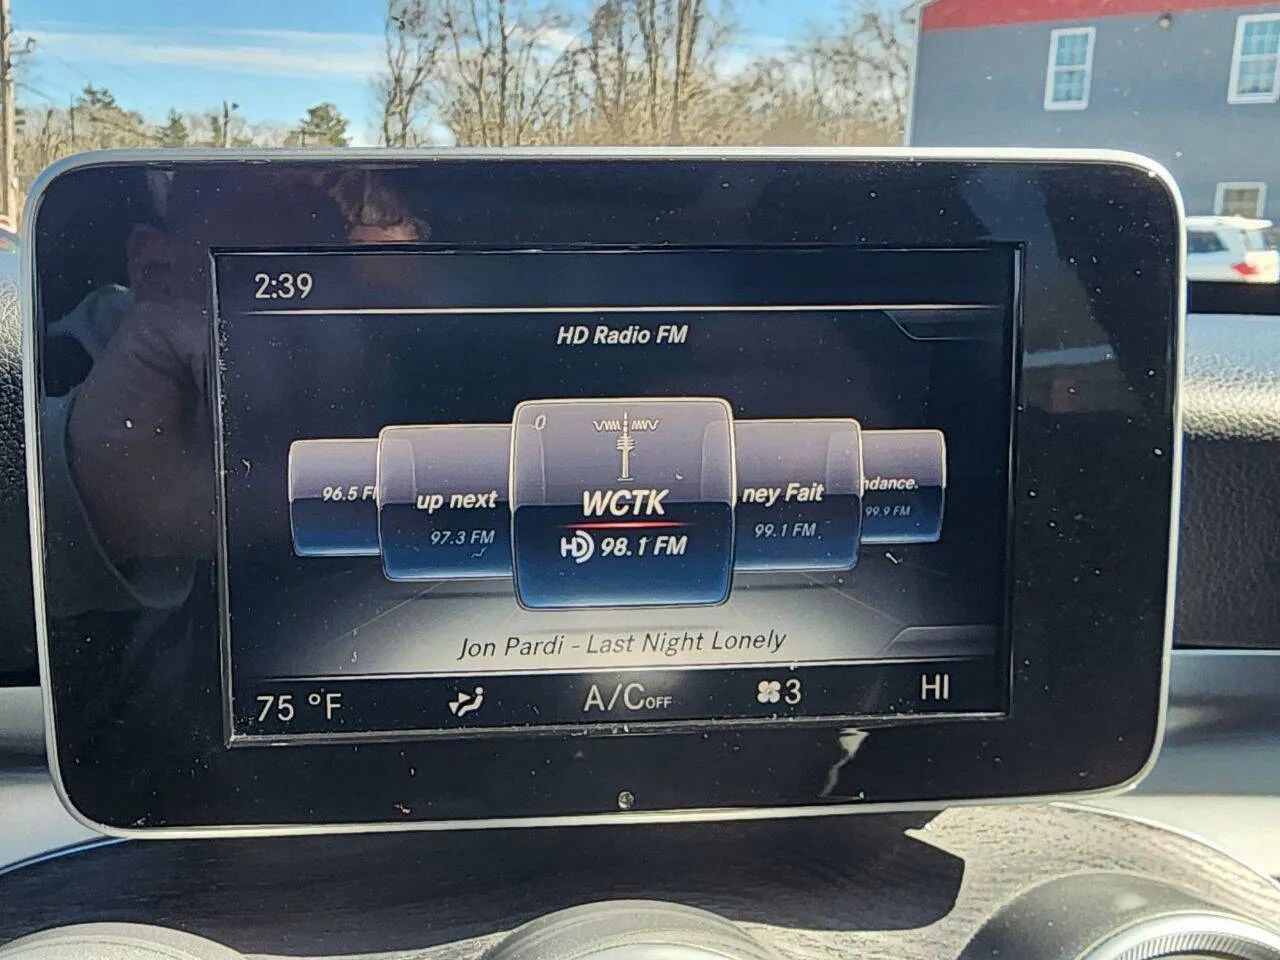 2:39
HD Radio FM
0
96.5 F
up next
97.3 FM
WCTK
HD 98.1 FM
ney Fait
99.1 FM
ndance.
99.9 FM
Jon Pardi - Last Night Lonely
75 °F
A/C OFF
3
HI